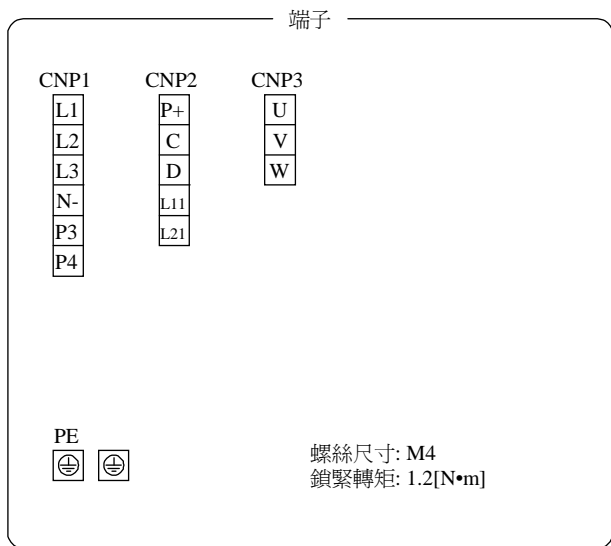 端子
CNP1 CNP2 CNP3
L1 P+ U
L2 C V
L3 D W
N- L11
P3 L21
P4
PE
螺絲尺寸: M4
鎖緊轉矩: 1.2[N•m]